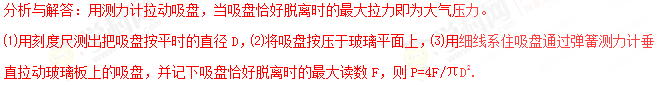 分析与解答：用测力计拉动吸盘，当吸盘恰好脱离时的最大拉力即为大气压力。
⑴用刻度尺测出把吸盘按平时的直径 D，⑵将吸盘按压于玻璃平面上，⑶用细线系住吸盘通过弹簧测力计垂
直拉动玻璃板上的吸盘，并记下吸盘恰好脱离时的最大读数 F，则 P=4F/πD².